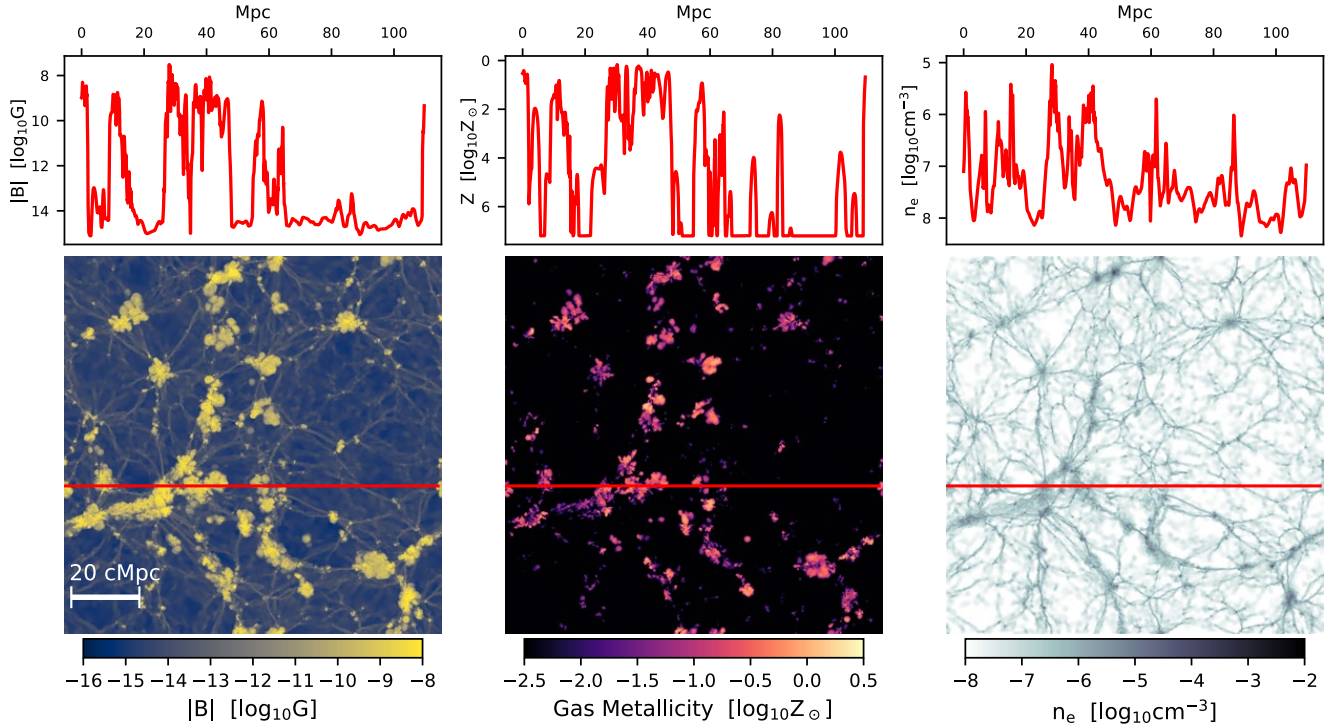 Mpc Mpc Mpc
0 20 40 60 80 100 0 20 40 60 80 100 0 20 40 60 80 100
|B| [log₁₀G]
8
10
12
14
Z [log₁₀Z⊙]
0
2
4
6
nₑ [log₁₀cm⁻³]
5
6
7
8
20 cMpc
−16 −15 −14 −13 −12 −11 −10 −9 −8
|B| [log₁₀G]
−2.5 −2.0 −1.5 −1.0 −0.5 0.0 0.5
Gas Metallicity [log₁₀Z⊙]
−8 −7 −6 −5 −4 −3 −2
nₑ [log₁₀cm⁻³]